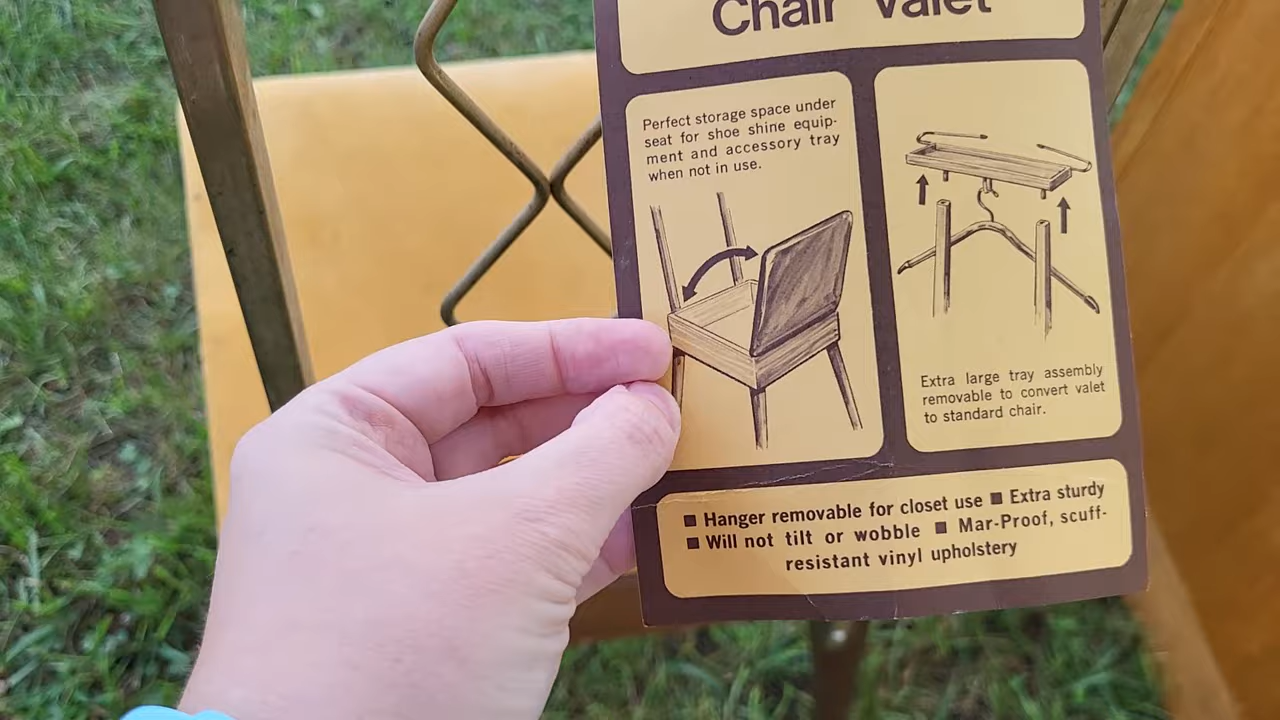 Chair Valet
Perfect storage space under
seat for shoe shine equip-
ment and accessory tray
when not in use.
Extra large tray assembly
removable to convert valet
to standard chair.
■ Hanger removable for closet use ■ Extra sturdy
■ Will not tilt or wobble ■ Mar-Proof, scuff-
resistant vinyl upholstery